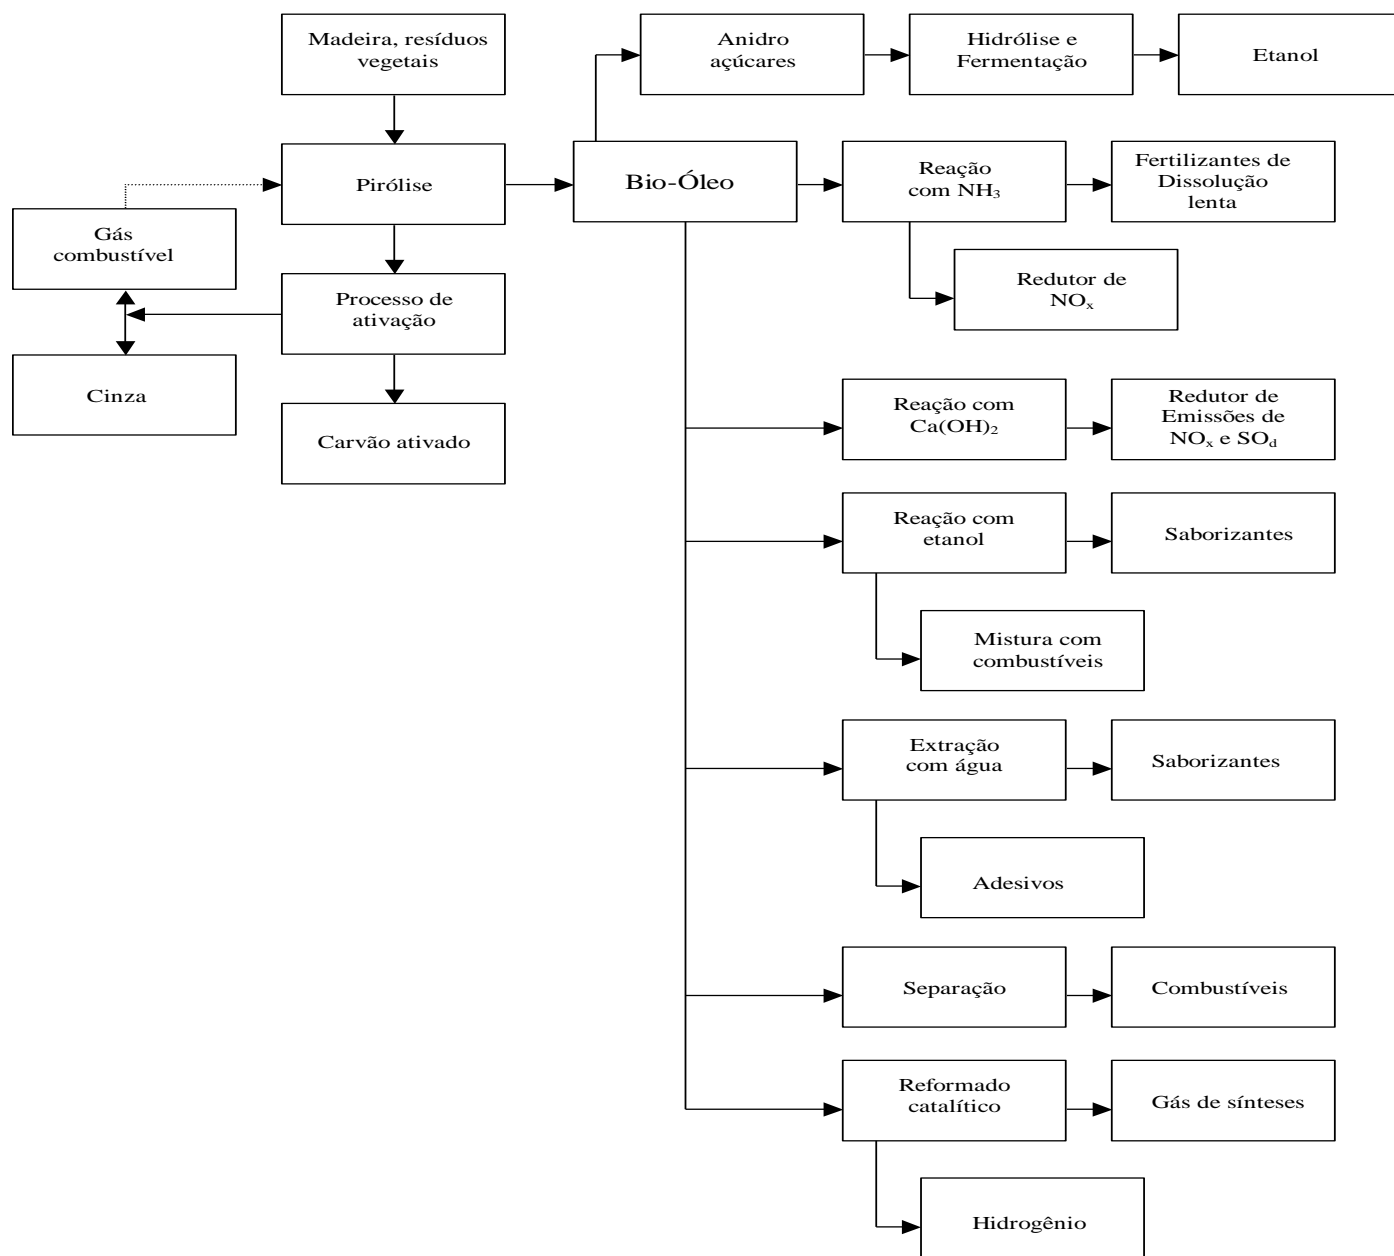 Madeira, resíduos
vegetais
Anidro
açúcares
Hidrólise e
Fermentação
Etanol
Pirólise
Bio-Óleo
Reação
com NH₃
Fertilizantes de
Dissolução
lenta
Gás
combustível
Redutor de
NOₓ
Processo de
ativação
Cinza
Carvão ativado
Reação com
Ca(OH)₂
Redutor de
Emissões de
NOₓ e SO_d
Reação com
etanol
Saborizantes
Mistura com
combustíveis
Extração
com água
Saborizantes
Adesivos
Separação
Combustíveis
Reformado
catalítico
Gás de sínteses
Hidrogênio